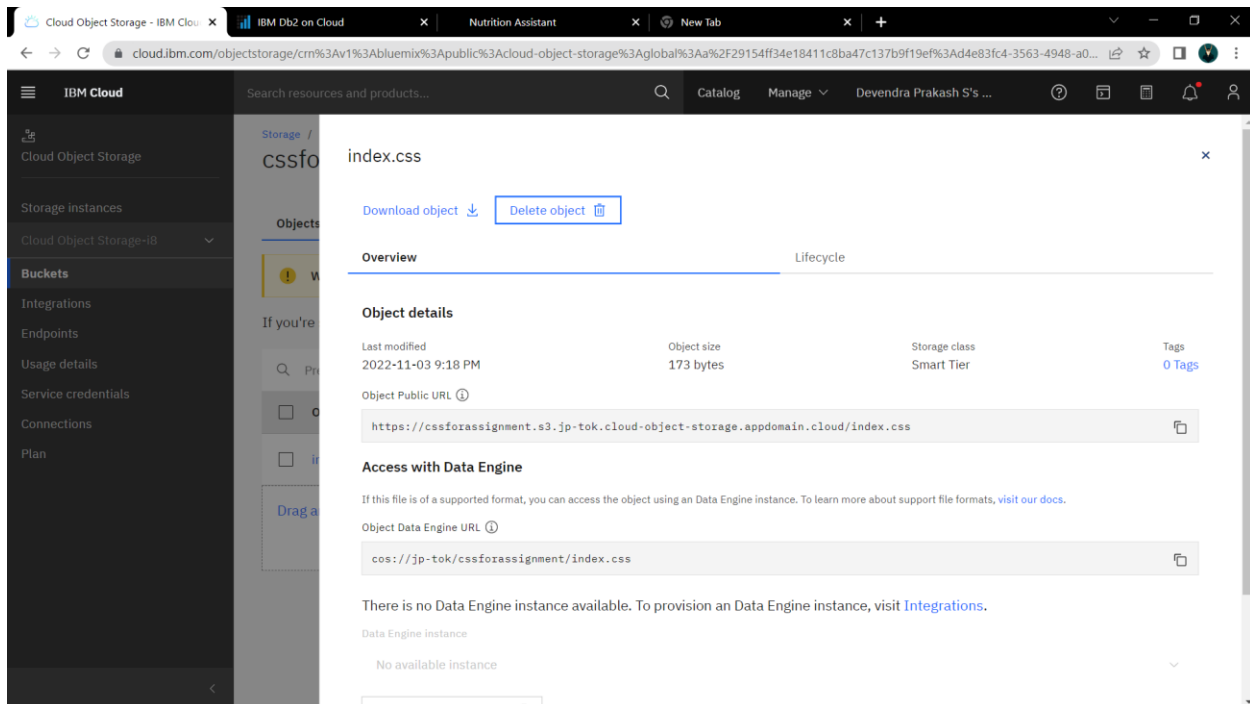 Cloud Object Storage - IBM Clou
IBM Db2 on Cloud
Nutrition Assistant
New Tab
cloud.ibm.com/objectstorage/crn%3Av1%3Abluemix%3Apublic%3Acloud-object-storage%3Aglobal%3Aa%2F29154ff34e18411c8ba47c137b9f19ef%3Ad4e83fc4-3563-4948-a0...
IBM Cloud
Search resources and products...
Catalog
Manage
Devendra Prakash S's ...
Cloud Object Storage
Storage instances
Cloud Object Storage-i8
Buckets
Integrations
Endpoints
Usage details
Service credentials
Connections
Plan
Storage /
cssfo
Objects
W
If you're
Pre
O
in
Drag a
index.css
Download object
Delete object
Overview
Lifecycle
Object details
Last modified
Object size
Storage class
Tags
2022-11-03 9:18 PM
173 bytes
Smart Tier
0 Tags
Object Public URL
https://cssforassignment.s3.jp-tok.cloud-object-storage.appdomain.cloud/index.css
Access with Data Engine
If this file is of a supported format, you can access the object using an Data Engine instance. To learn more about support file formats, visit our docs.
Object Data Engine URL
cos://jp-tok/cssforassignment/index.css
There is no Data Engine instance available. To provision an Data Engine instance, visit Integrations.
Data Engine instance
No available instance